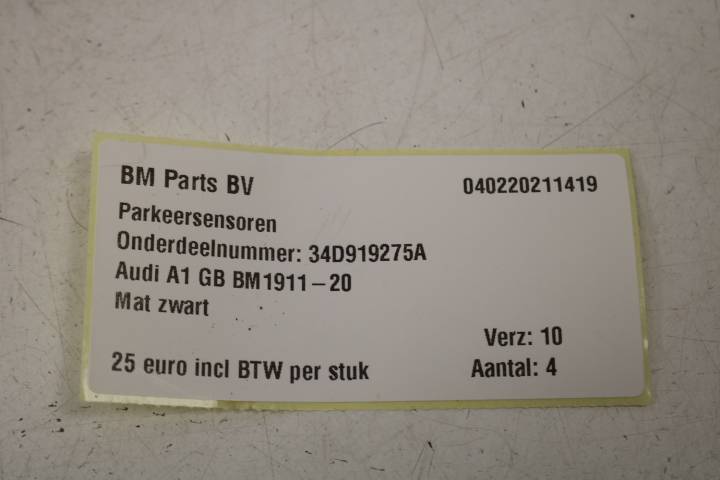 BM Parts BV 040220211419
Parkeersensoren
Onderdeelnummer: 34D919275A
Audi A1 GB BM1911–20
Mat zwart
Verz: 10
25 euro incl BTW per stuk Aantal: 4